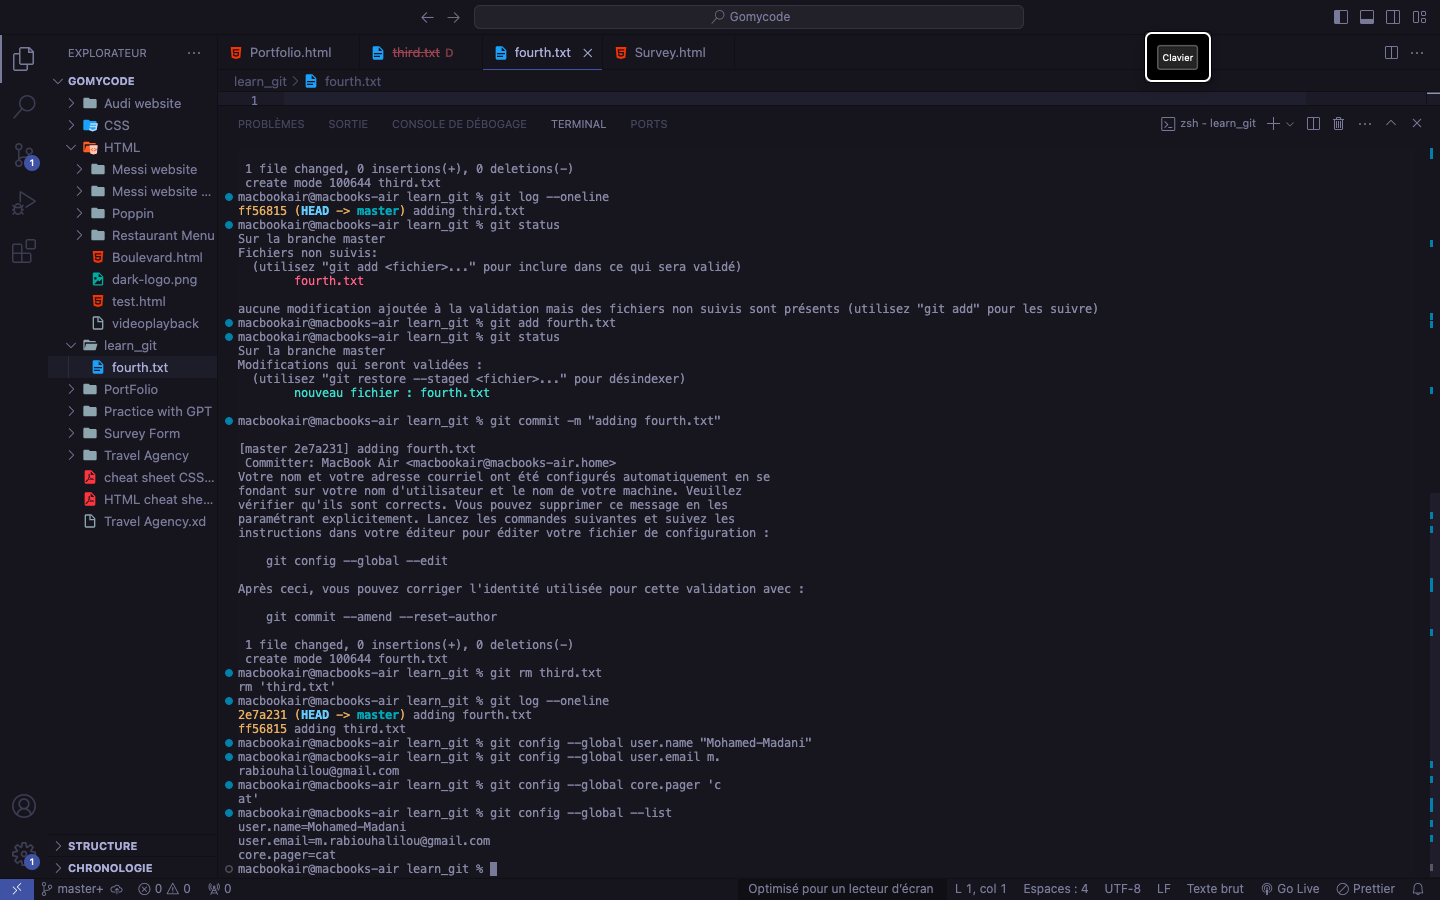 Gomycode
EXPLORATEUR
GOMYCODE
Audi website
CSS
HTML
Messi website
Messi website ...
Poppin
Restaurant Menu
Boulevard.html
dark-logo.png
test.html
videoplayback
learn_git
fourth.txt
PortFolio
Practice with GPT
Survey Form
Travel Agency
cheat sheet CSS...
HTML cheat she...
Travel Agency.xd
STRUCTURE
CHRONOLOGIE
1
1
Portfolio.html
third.txt D
fourth.txt
Survey.html
Clavier
learn_git > fourth.txt
1
PROBLÈMES SORTIE CONSOLE DE DÉBOGAGE TERMINAL PORTS
zsh - learn_git
1 file changed, 0 insertions(+), 0 deletions(-)
create mode 100644 third.txt
macbookair@macbooks-air learn_git % git log --oneline
ff56815 (HEAD -> master) adding third.txt
macbookair@macbooks-air learn_git % git status
Sur la branche master
Fichiers non suivis:
(utilisez "git add <fichier>..." pour inclure dans ce qui sera validé)
fourth.txt
aucune modification ajoutée à la validation mais des fichiers non suivis sont présents (utilisez "git add" pour les suivre)
macbookair@macbooks-air learn_git % git add fourth.txt
macbookair@macbooks-air learn_git % git status
Sur la branche master
Modifications qui seront validées :
(utilisez "git restore --staged <fichier>..." pour désindexer)
nouveau fichier : fourth.txt
macbookair@macbooks-air learn_git % git commit -m "adding fourth.txt"
[master 2e7a231] adding fourth.txt
Committer: MacBook Air <macbookair@macbooks-air.home>
Votre nom et votre adresse courriel ont été configurés automatiquement en se
fondant sur votre nom d'utilisateur et le nom de votre machine. Veuillez
vérifier qu'ils sont corrects. Vous pouvez supprimer ce message en les
paramétrant explicitement. Lancez les commandes suivantes et suivez les
instructions dans votre éditeur pour éditer votre fichier de configuration :
git config --global --edit
Après ceci, vous pouvez corriger l'identité utilisée pour cette validation avec :
git commit --amend --reset-author
1 file changed, 0 insertions(+), 0 deletions(-)
create mode 100644 fourth.txt
macbookair@macbooks-air learn_git % git rm third.txt
rm 'third.txt'
macbookair@macbooks-air learn_git % git log --oneline
2e7a231 (HEAD -> master) adding fourth.txt
ff56815 adding third.txt
macbookair@macbooks-air learn_git % git config --global user.name "Mohamed-Madani"
macbookair@macbooks-air learn_git % git config --global user.email m.
rabiouhalilou@gmail.com
macbookair@macbooks-air learn_git % git config --global core.pager 'c
at'
macbookair@macbooks-air learn_git % git config --global --list
user.name=Mohamed-Madani
user.email=m.rabiouhalilou@gmail.com
core.pager=cat
macbookair@macbooks-air learn_git %
master+ 0 0 0 Optimisé pour un lecteur d'écran L 1, col 1 Espaces : 4 UTF-8 LF Texte brut Go Live Prettier